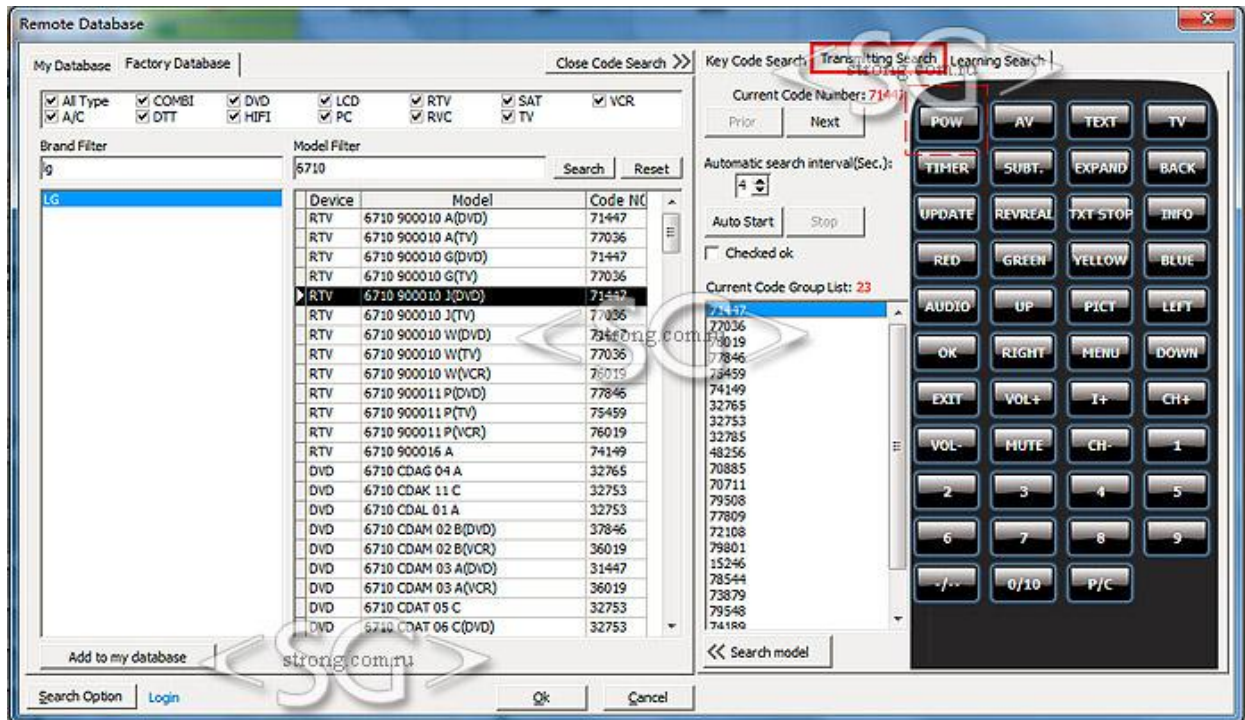 Remote Database
My Database Factory Database
Close Code Search >>
All Type COMBI DVD LCD RTV SAT VCR
A/C DTT HIFI PC RVC TV
Brand Filter
Model Filter
lg
6710
Search Reset
LG
Device Model Code NO
RTV 6710 900010 A(DVD) 71447
RTV 6710 900010 A(TV) 77036
RTV 6710 900010 G(DVD) 71447
RTV 6710 900010 G(TV) 77036
RTV 6710 900010 J(DVD) 71447
RTV 6710 900010 J(TV) 77036
RTV 6710 900010 W(DVD) 71447
RTV 6710 900010 W(TV) 77036
RTV 6710 900010 W(VCR) 76019
RTV 6710 900011 P(DVD) 77846
RTV 6710 900011 P(TV) 75459
RTV 6710 900011 P(VCR) 76019
RTV 6710 900016 A 74149
DVD 6710 CDAG 04 A 32765
DVD 6710 CDAK 11 C 32753
DVD 6710 CDAL 01 A 32753
DVD 6710 CDAM 02 B(DVD) 37846
DVD 6710 CDAM 02 B(VCR) 36019
DVD 6710 CDAM 03 A(DVD) 31447
DVD 6710 CDAM 03 A(VCR) 36019
DVD 6710 CDAT 05 C 32753
DVD 6710 CDAT 06 C(DVD) 32753
Add to my database
Search Option Login
Ok Cancel
Key Code Search Transmitting Search Learning Search
Current Code Number: 71447
Prior Next
Automatic search interval(Sec.):
4
Auto Start Stop
Checked ok
Current Code Group List: 23
71447
77036
76019
77846
75459
74149
32765
32753
32785
48256
70885
70711
79508
77809
72108
79801
15246
78544
73879
79548
74189
<< Search model
POW AV TEXT TV
TIMER SUBT. EXPAND BACK
UPDATE REVREAL TXT STOP INFO
RED GREEN YELLOW BLUE
AUDIO UP PICT LEFT
OK RIGHT MENU DOWN
EXIT VOL+ I+ CH+
VOL- MUTE CH- 1
2 3 4 5
6 7 8 9
-/-- 0/10 P/C
SG
strong.com.ru
SG
strong.com.ru
SG
strong.com.ru